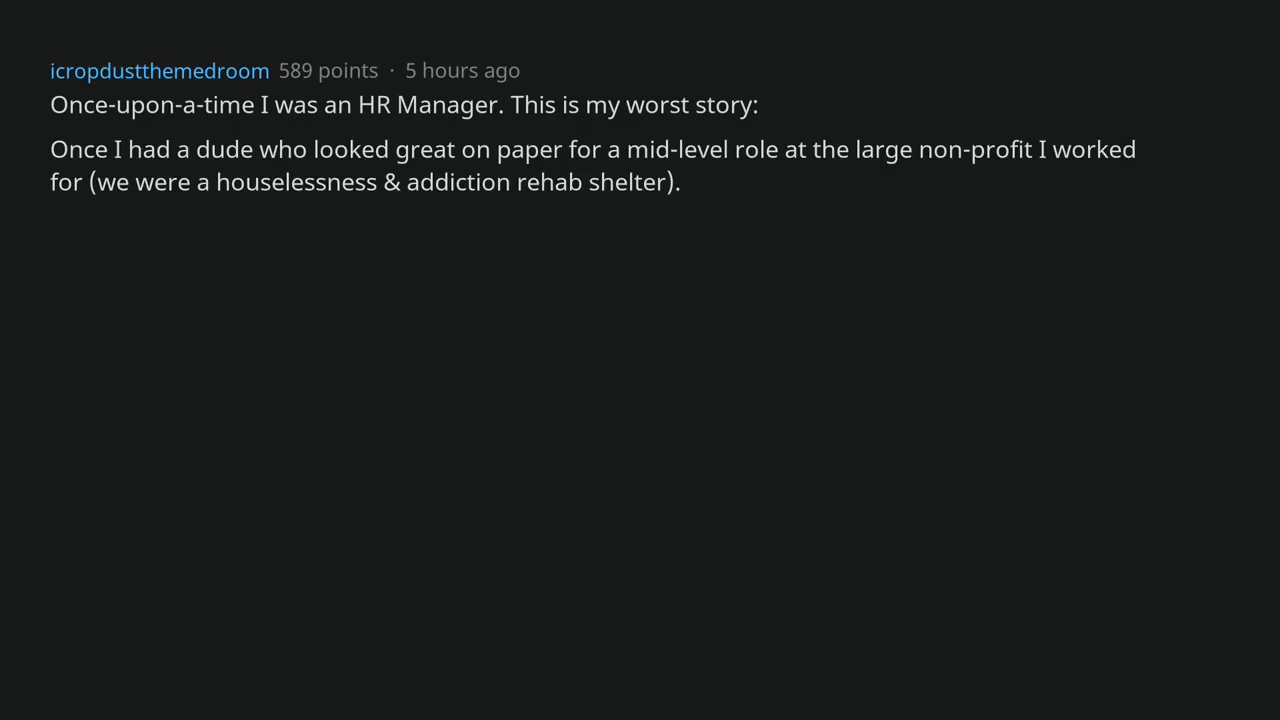 icropdustthemedroom 589 points · 5 hours ago
Once-upon-a-time I was an HR Manager. This is my worst story:
Once I had a dude who looked great on paper for a mid-level role at the large non-profit I worked
for (we were a houselessness & addiction rehab shelter).